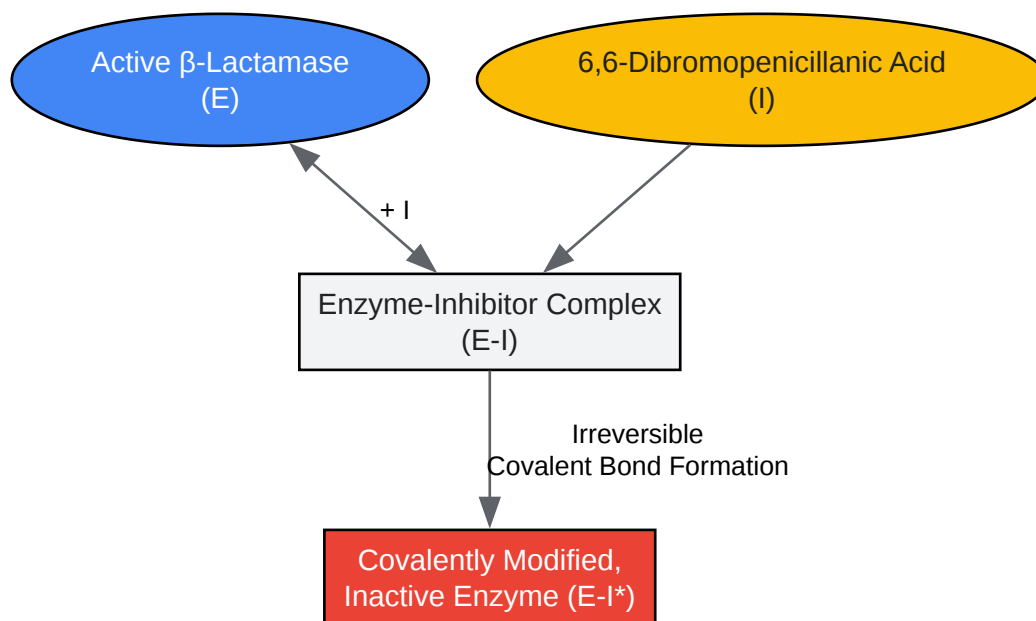 Active β-Lactamase
(E)
6,6-Dibromopenicillanic Acid
(I)
+ I
Enzyme-Inhibitor Complex
(E-I)
Irreversible
Covalent Bond Formation
Covalently Modified,
Inactive Enzyme (E-I*)